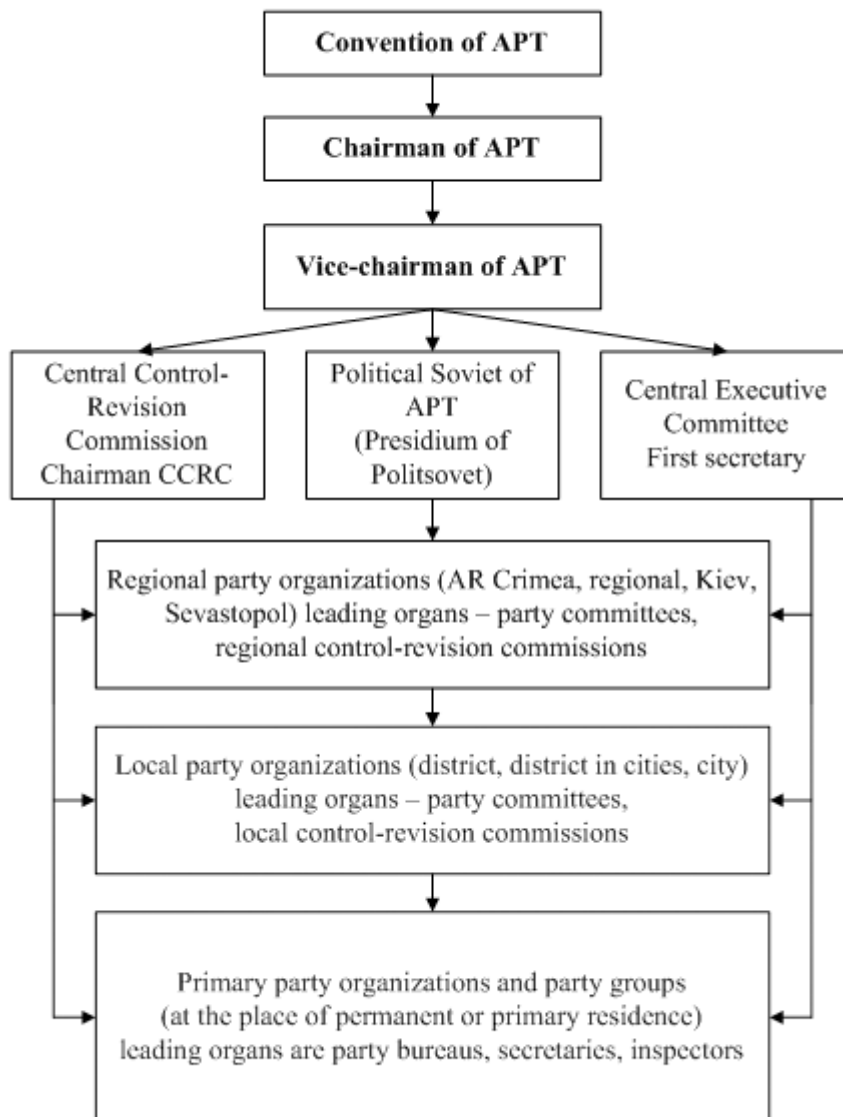 Convention of APT
Chairman of APT
Vice-chairman of APT
Central Control-
Revision
Commission
Chairman CCRC
Political Soviet of
APT
(Presidium of
Politsovet)
Central Executive
Committee
First secretary
Regional party organizations (AR Crimea, regional, Kiev,
Sevastopol) leading organs – party committees,
regional control-revision commissions
Local party organizations (district, district in cities, city)
leading organs – party committees,
local control-revision commissions
Primary party organizations and party groups
(at the place of permanent or primary residence)
leading organs are party bureaus, secretaries, inspectors